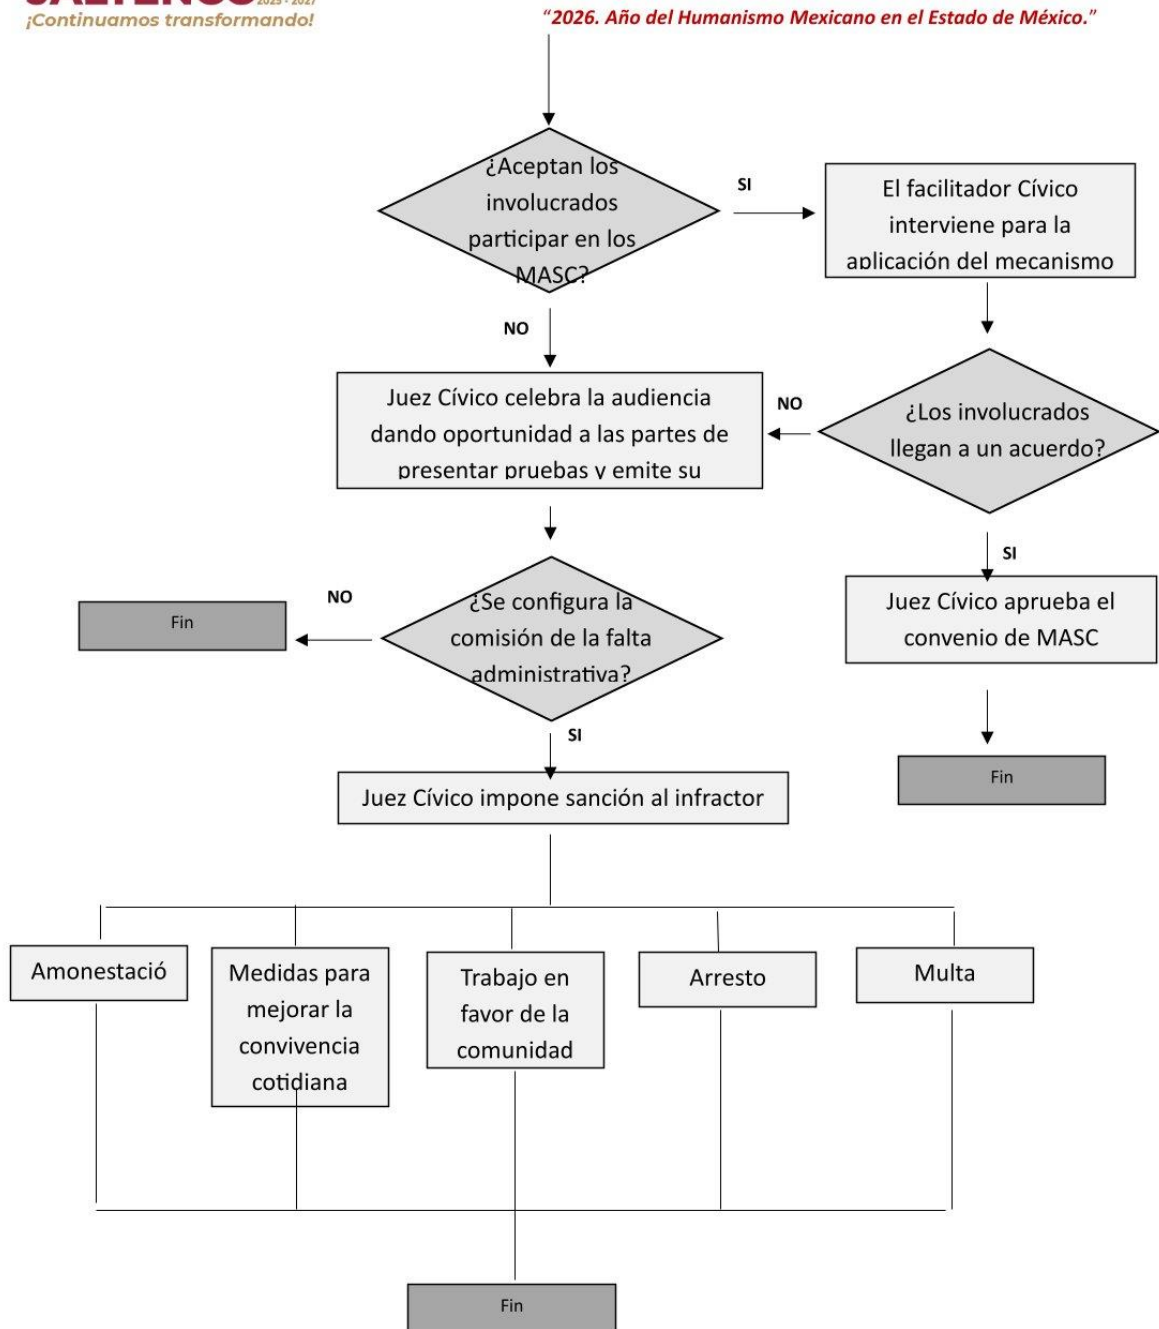 JALTENCO 2025 - 2027
¡Continuamos transformando!
“2026. Año del Humanismo Mexicano en el Estado de México.”
¿Aceptan los
involucrados
participar en los
MASC?
SI
El facilitador Cívico
interviene para la
aplicación del mecanismo
NO
Juez Cívico celebra la audiencia
dando oportunidad a las partes de
presentar pruebas y emite su
NO
¿Los involucrados
llegan a un acuerdo?
SI
Juez Cívico aprueba el
convenio de MASC
Fin
NO
¿Se configura la
comisión de la falta
administrativa?
Fin
SI
Juez Cívico impone sanción al infractor
Amonestació
Medidas para
mejorar la
convivencia
cotidiana
Trabajo en
favor de la
comunidad
Arresto
Multa
Fin